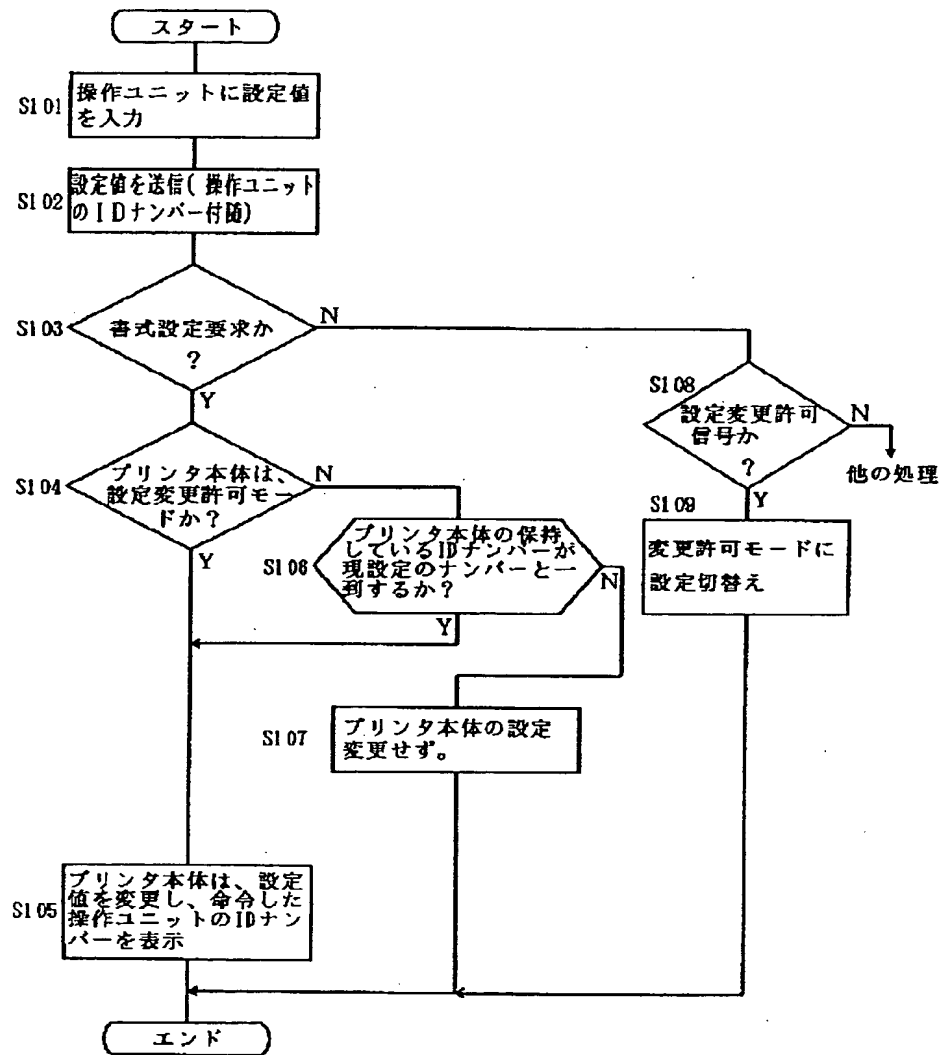 スタート
S101
操作ユニットに設定値
を入力
S102
設定値を送信(操作ユニット
のIDナンバー付随)
S103
書式設定要求か
?
N
Y
S104
プリンタ本体は、
設定変更許可モー
ドか?
N
Y
S106
プリンタ本体の保持
しているIDナンバーが
現設定のナンバーと一
到するか?
N
Y
S107
プリンタ本体の設定
変更せず。
S108
設定変更許可
信号か
?
N
他の処理
Y
S109
変更許可モードに
設定切替え
S105
プリンタ本体は、設定
値を変更し、命令した
操作ユニットのIDナン
バーを表示
エンド